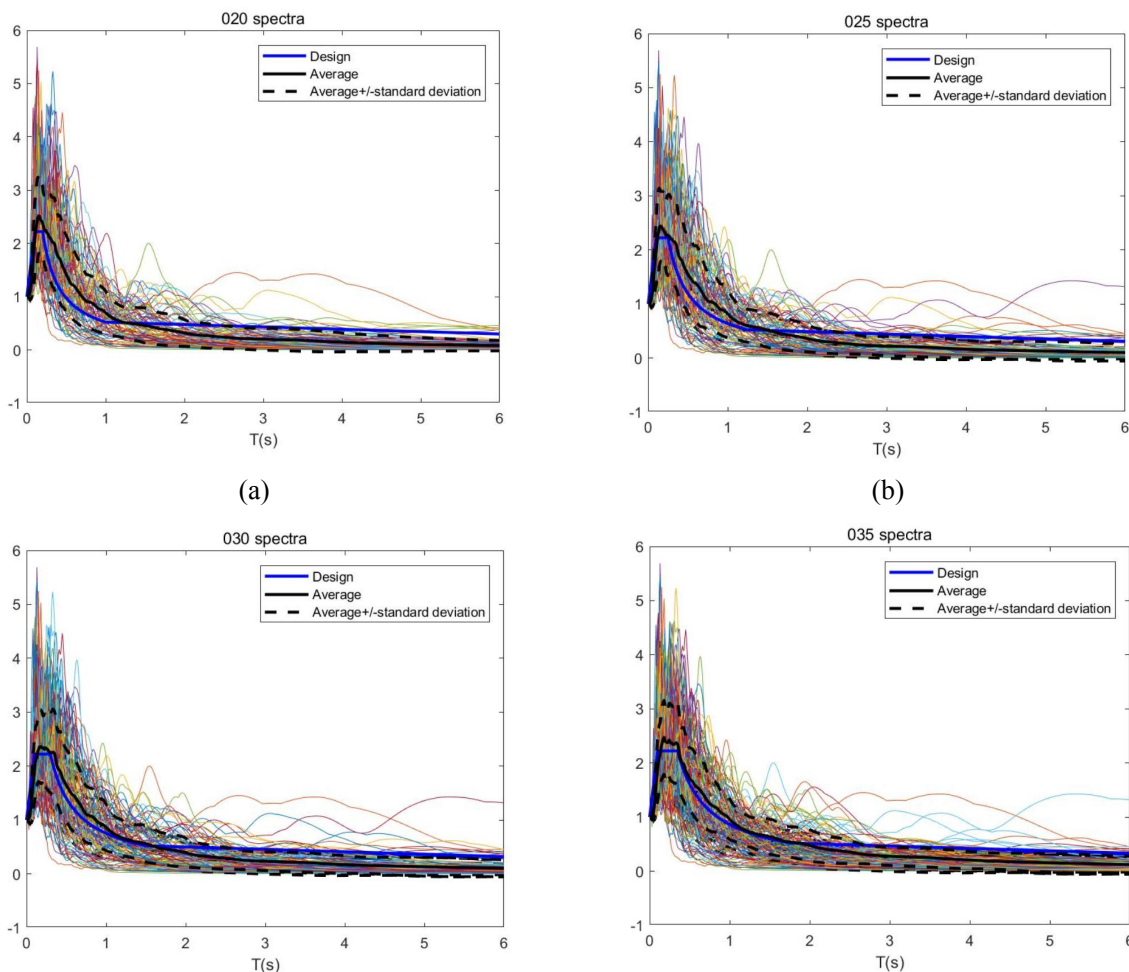 020 spectra
6
5
4
3
2
1
0
-1
Design
Average
Average+/-standard deviation
0 1 2 3 4 5 6
T(s)
(a)
025 spectra
6
5
4
3
2
1
0
-1
Design
Average
Average+/-standard deviation
0 1 2 3 4 5 6
T(s)
(b)
030 spectra
6
5
4
3
2
1
0
-1
Design
Average
Average+/-standard deviation
0 1 2 3 4 5 6
T(s)
035 spectra
6
5
4
3
2
1
0
-1
Design
Average
Average+/-standard deviation
0 1 2 3 4 5 6
T(s)